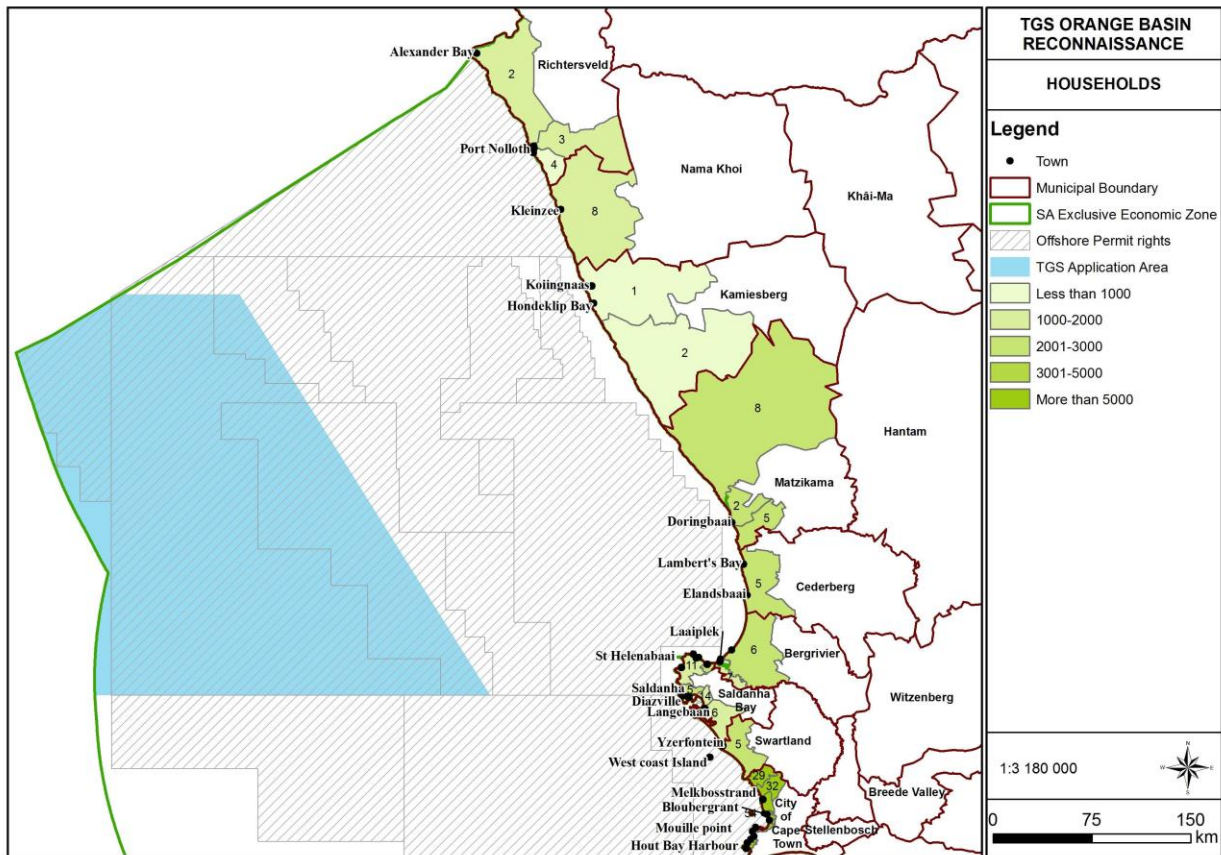 TGS ORANGE BASIN
RECONNAISSANCE
HOUSEHOLDS
Legend
Town
Municipal Boundary
SA Exclusive Economic Zone
Offshore Permit rights
TGS Application Area
Less than 1000
1000-2000
2001-3000
3001-5000
More than 5000
1:3 180 000
N
W
E
S
0 75 150
km
Alexander Bay
Richtersveld
2
3
Port Nolloth
4
Nama Khoi
Khâi-Ma
Kleinzee
8
Koiingnaas
1
Kamiesberg
Hondeklip Bay
2
8
Hantam
Matzikama
2
5
Doringbaai
Lambert's Bay
5
Cederberg
Elandsbaai
Laaiplek
6
Bergrivier
St Helenabaai
11
Witzenberg
Saldanha
5
4
Saldanha
Bay
Diazville
Langebaan
6
Yzerfontein
5
Swartland
West coast Island
29
32
Melkbosstrand
Breede Valley
Bloubergrant
City
of
Cape
Town
Stellenbosch
Mouille point
Hout Bay Harbour